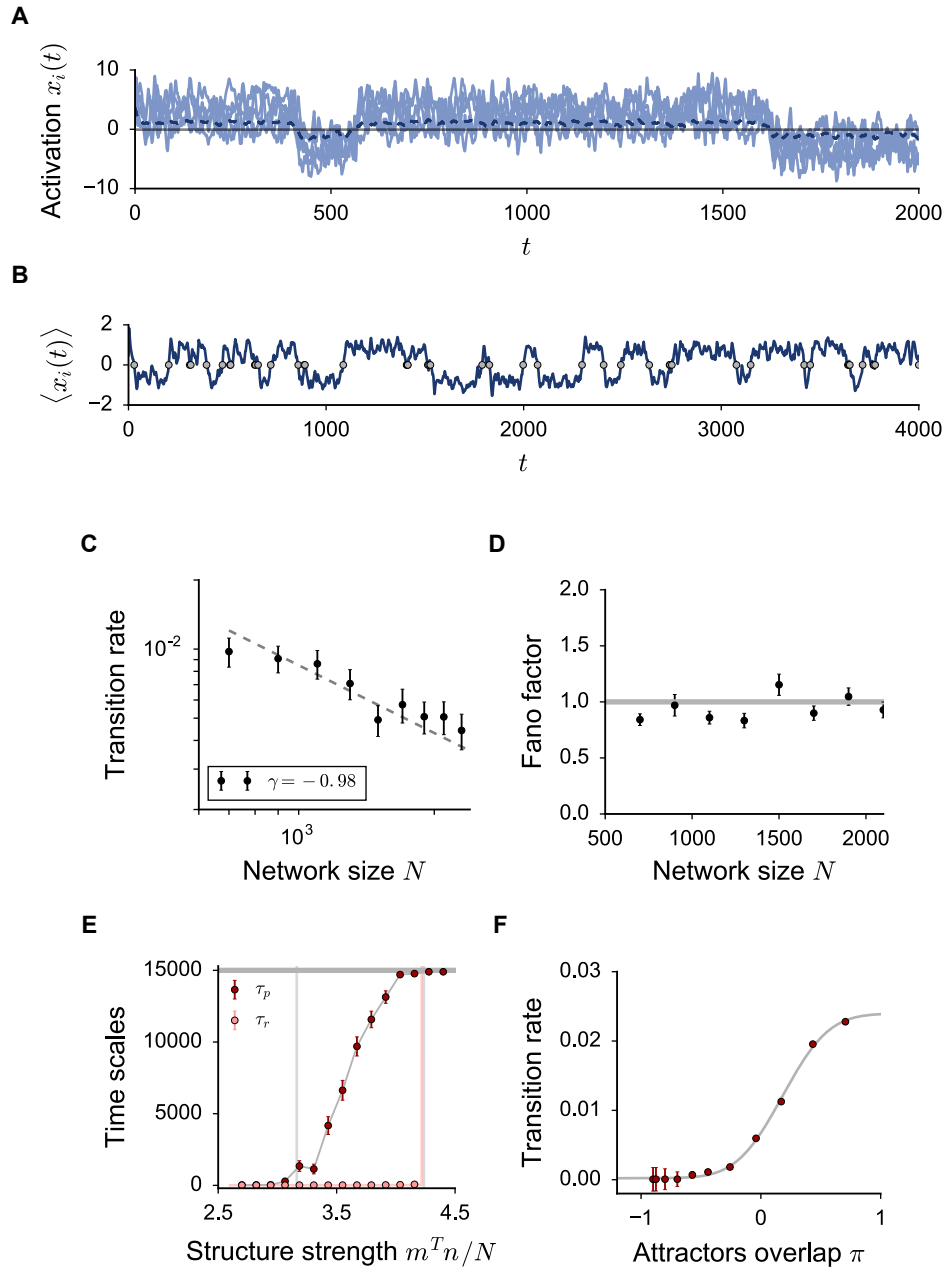 A
Activation x_i(t)
10
0
−10
0 500 1000 1500 2000
t
B
⟨x_i(t)⟩
2
0
−2
0 1000 2000 3000 4000
t
C
Transition rate
10^{-2}
γ = −0.98
10^3
Network size N
D
Fano factor
2.0
1.5
1.0
0.5
0.0
500 1000 1500 2000
Network size N
E
Time scales
15000
10000
5000
0
τ_p
τ_r
2.5 3.5 4.5
Structure strength m^T n/N
F
Transition rate
0.03
0.02
0.01
0.00
−1 0 1
Attractors overlap π